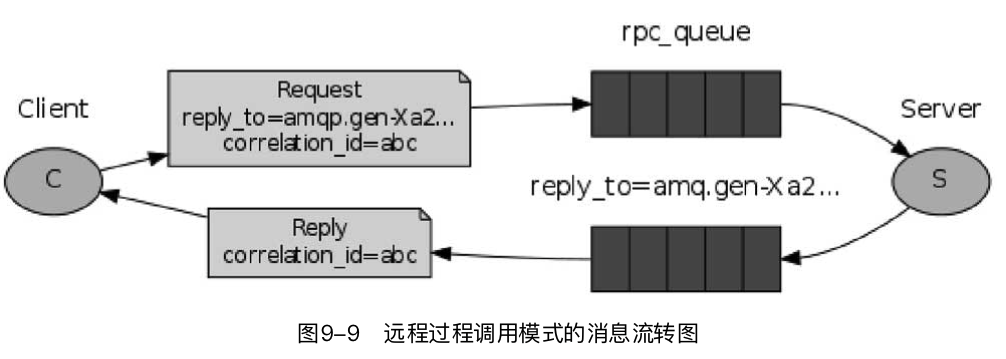 rpc_queue
Client
Request
reply_to=amqp.gen-Xa2...
correlation_id=abc
Server
C
S
reply_to=amq.gen-Xa2...
Reply
correlation_id=abc
图9-9 远程过程调用模式的消息流转图